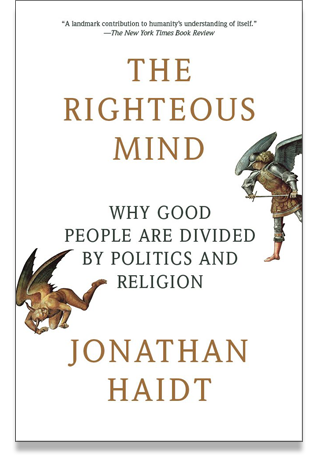 “A landmark contribution to humanity’s understanding of itself.”
—The New York Times Book Review
THE
RIGHTEOUS
MIND
WHY GOOD
PEOPLE ARE DIVIDED
BY POLITICS AND
RELIGION
JONATHAN
HAIDT